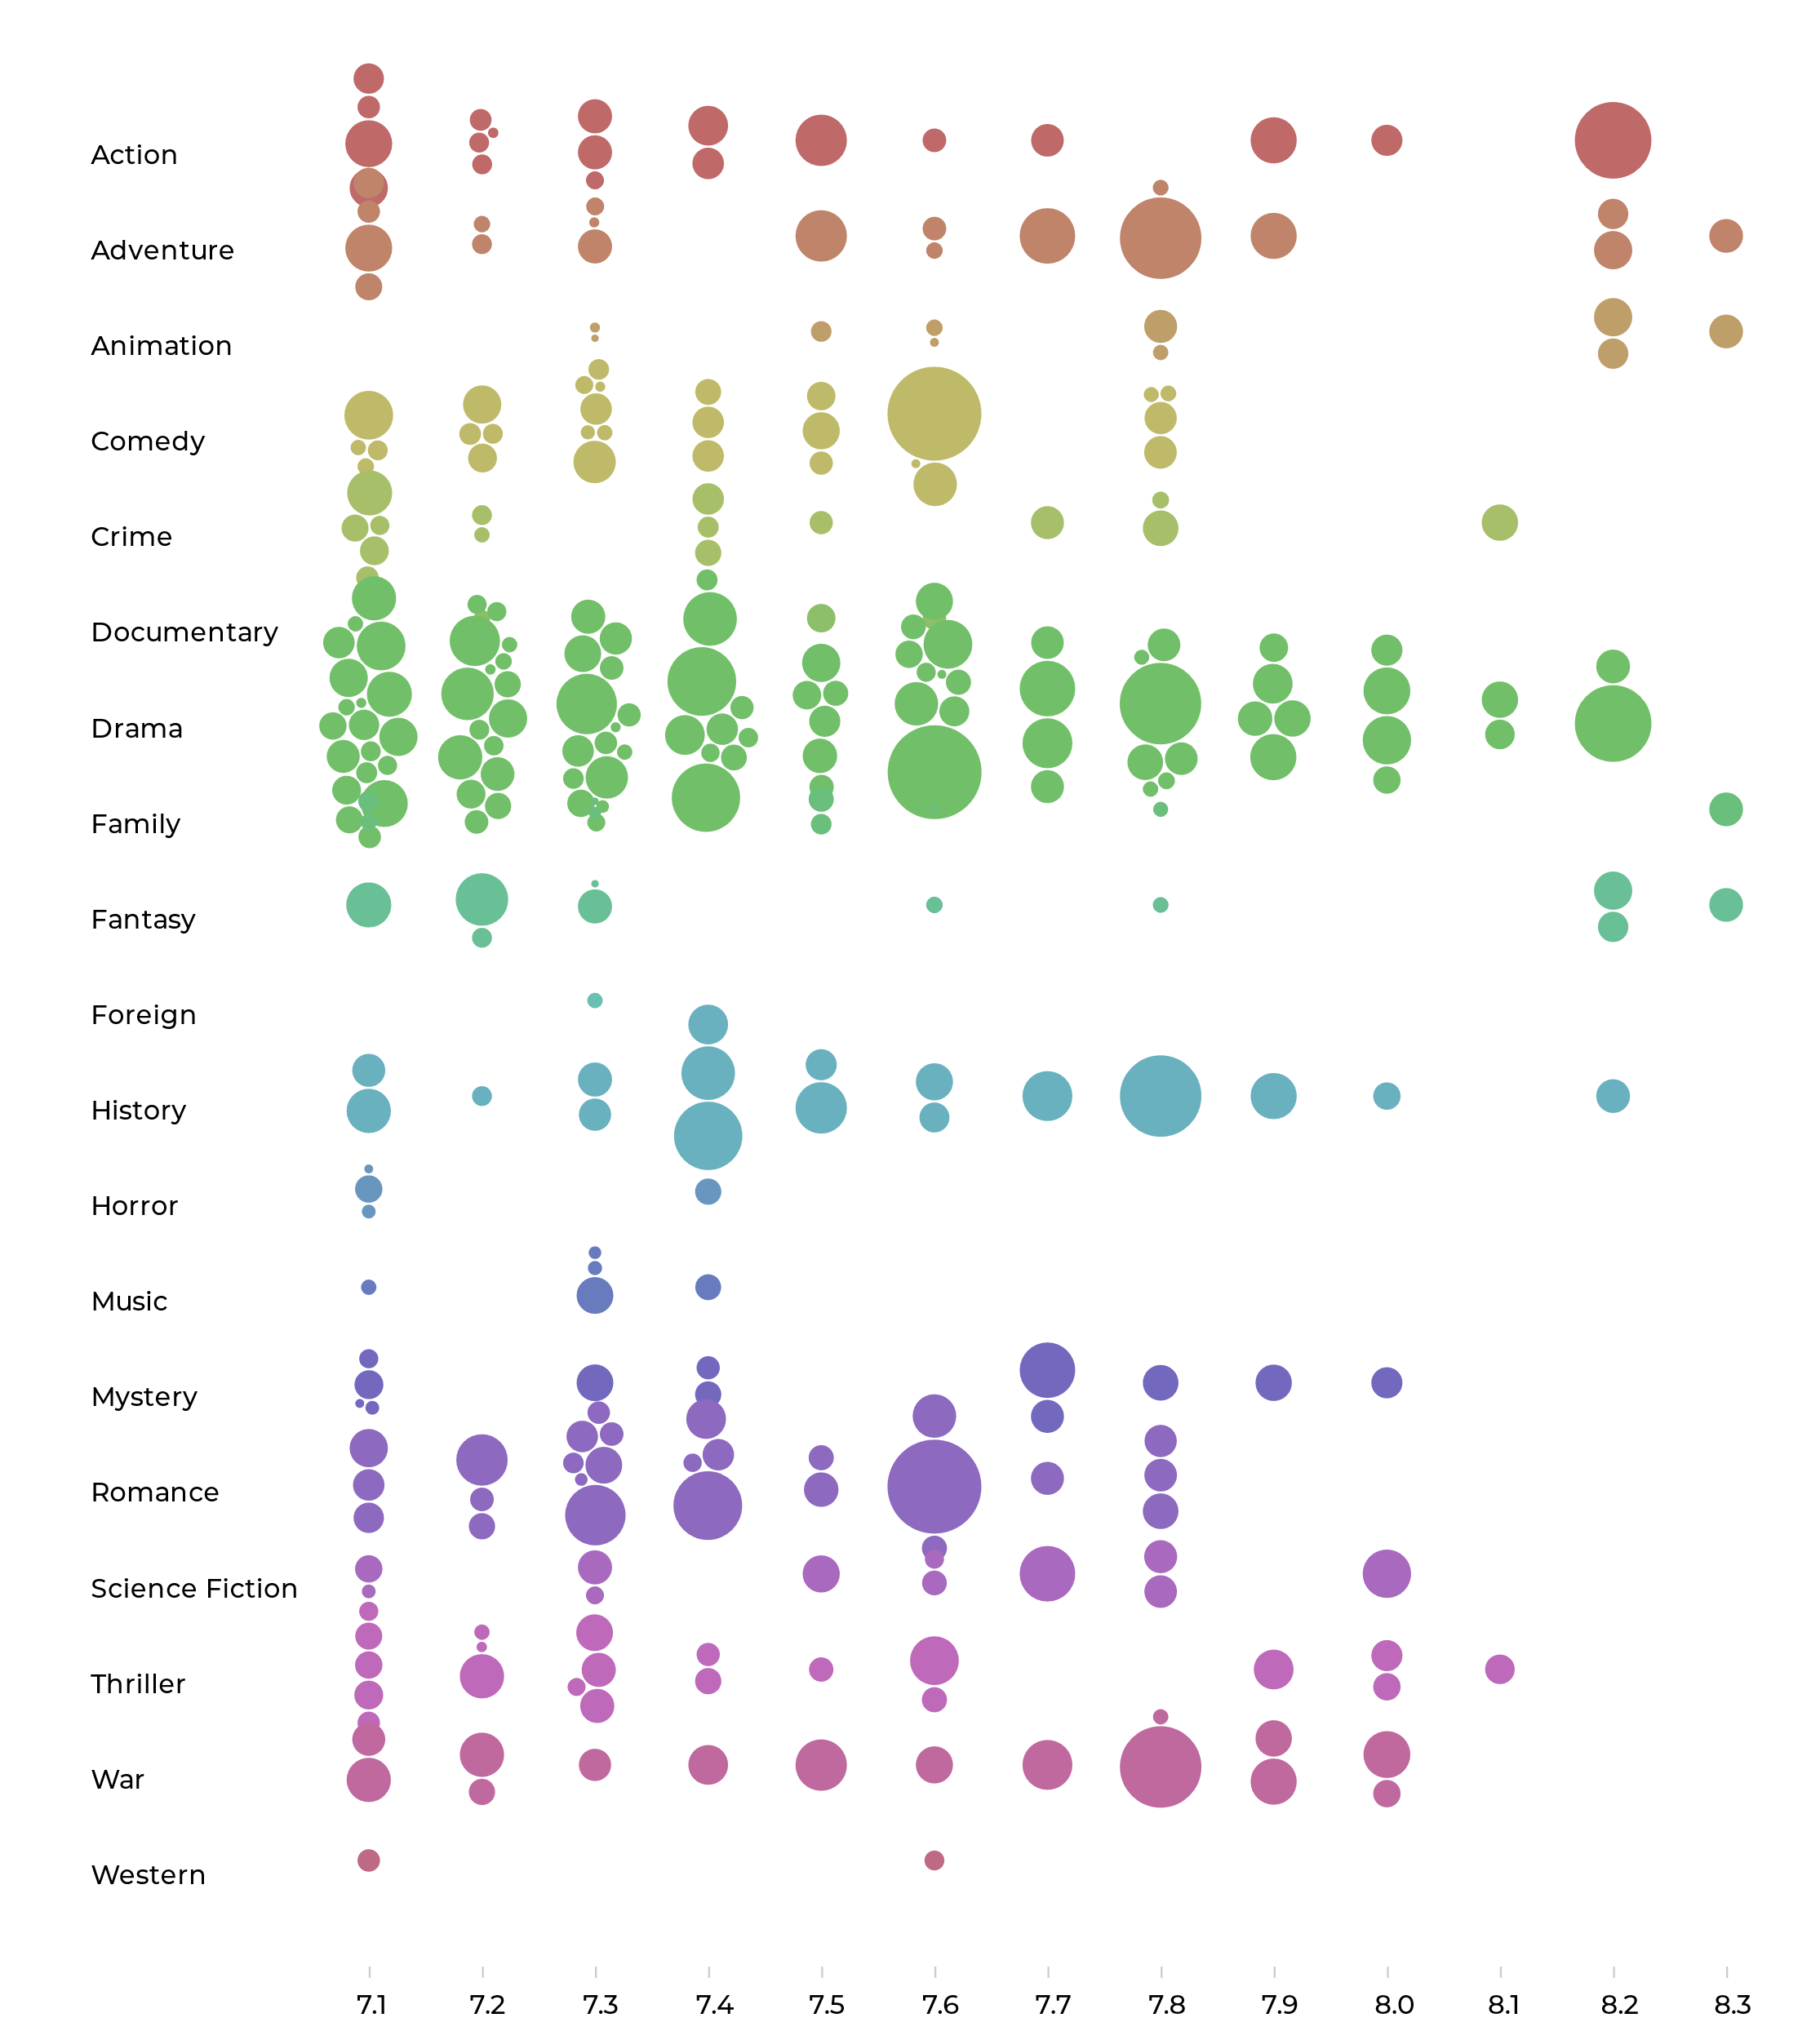 Action
Adventure
Animation
Comedy
Crime
Documentary
Drama
Family
Fantasy
Foreign
History
Horror
Music
Mystery
Romance
Science Fiction
Thriller
War
Western
7.1 7.2 7.3 7.4 7.5 7.6 7.7 7.8 7.9 8.0 8.1 8.2 8.3